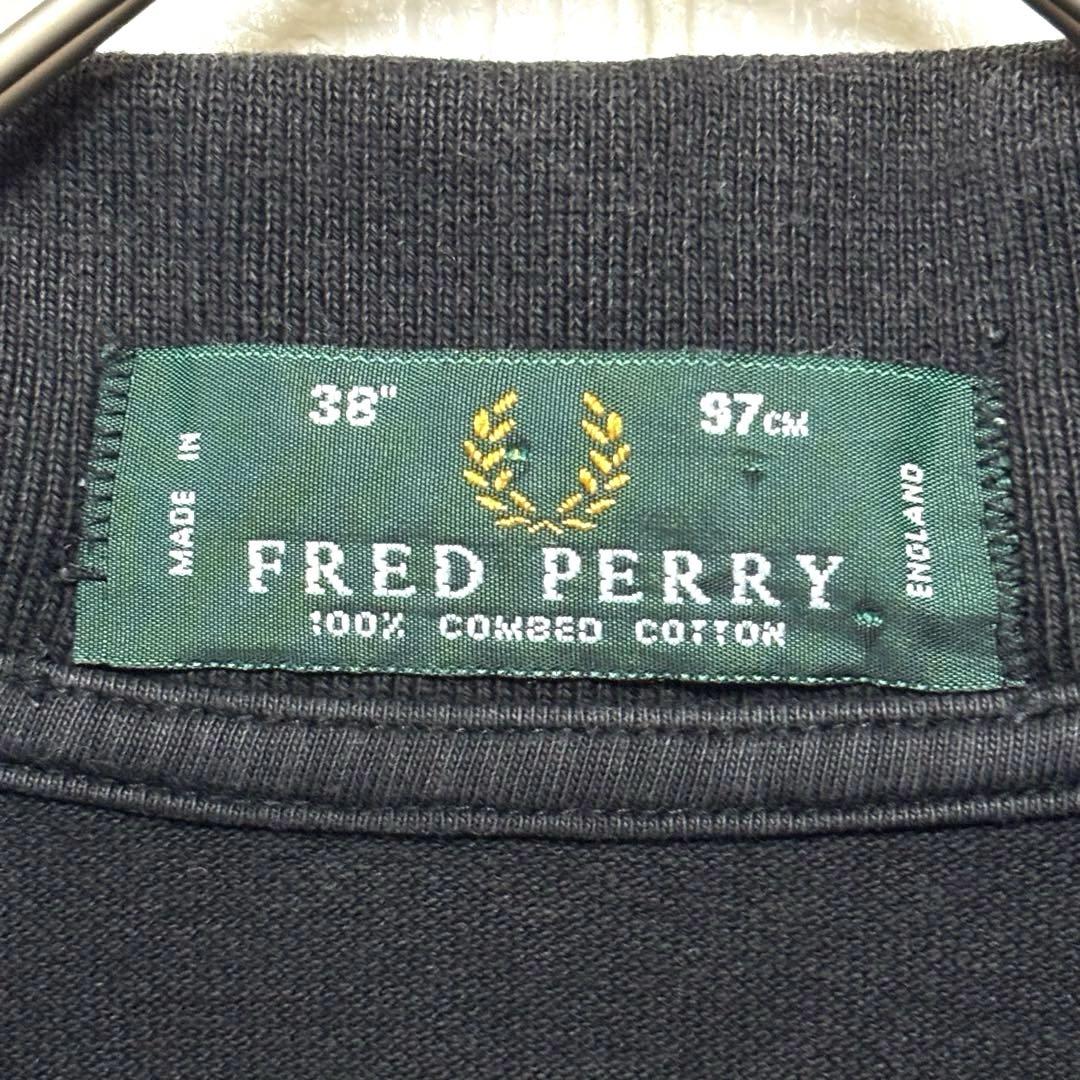 38" 97CM
MADE IN
FRED PERRY
100% COMBED COTTON
ENGLAND